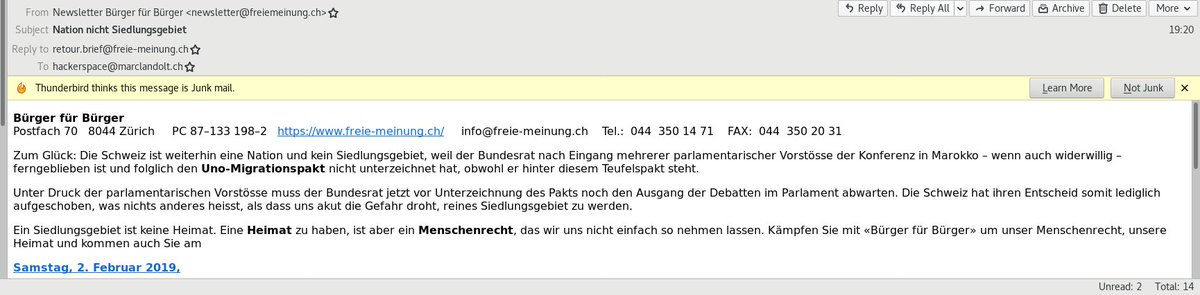 From Newsletter Bürger für Bürger <newsletter@freiemeinung.ch>
Reply Reply All Forward Archive Delete More
Subject Nation nicht Siedlungsgebiet 19:20
Reply to retour.brief@freie-meinung.ch
To hackerspace@marclandolt.ch
Thunderbird thinks this message is Junk mail. Learn More Not Junk
Bürger für Bürger
Postfach 70 8044 Zürich PC 87–133 198–2 https://www.freie-meinung.ch/ info@freie-meinung.ch Tel.: 044 350 14 71 FAX: 044 350 20 31
Zum Glück: Die Schweiz ist weiterhin eine Nation und kein Siedlungsgebiet, weil der Bundesrat nach Eingang mehrerer parlamentarischer Vorstösse der Konferenz in Marokko – wenn auch widerwillig –
ferngeblieben ist und folglich den Uno-Migrationspakt nicht unterzeichnet hat, obwohl er hinter diesem Teufelspakt steht.
Unter Druck der parlamentarischen Vorstösse muss der Bundesrat jetzt vor Unterzeichnung des Pakts noch den Ausgang der Debatten im Parlament abwarten. Die Schweiz hat ihren Entscheid somit lediglich
aufgeschoben, was nichts anderes heisst, als dass uns akut die Gefahr droht, reines Siedlungsgebiet zu werden.
Ein Siedlungsgebiet ist keine Heimat. Eine Heimat zu haben, ist aber ein Menschenrecht, das wir uns nicht einfach so nehmen lassen. Kämpfen Sie mit «Bürger für Bürger» um unser Menschenrecht, unsere
Heimat und kommen auch Sie am
Samstag, 2. Februar 2019,
Unread: 2 Total: 14